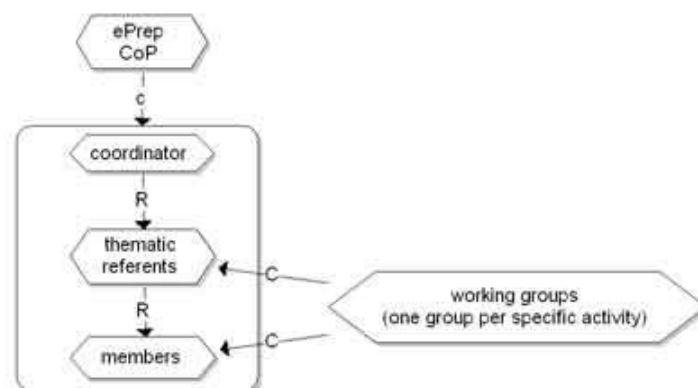 ePrep
CoP
c
coordinator
R
thematic
referents
C
working groups
(one group per specific activity)
R
C
members